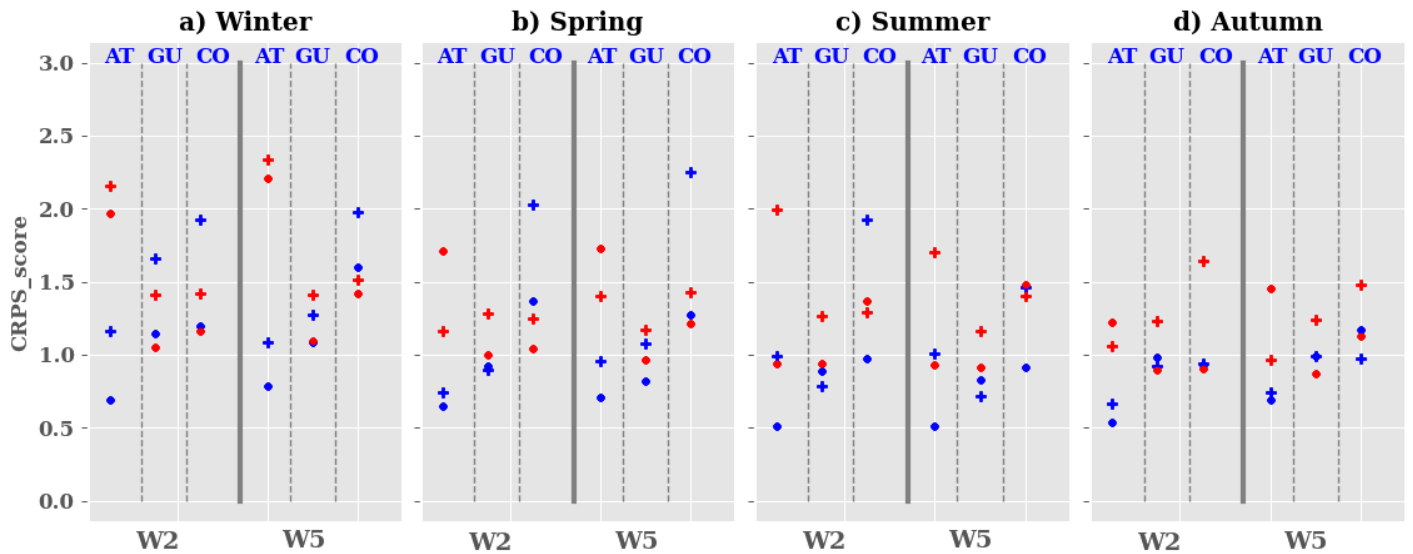 a) Winter b) Spring c) Summer d) Autumn
AT GU CO AT GU CO AT GU CO AT GU CO AT GU CO AT GU CO AT GU CO AT GU CO
3.0
2.5
2.0
1.5
1.0
0.5
0.0
CRPS_score
W2 W5 W2 W5 W2 W5 W2 W5